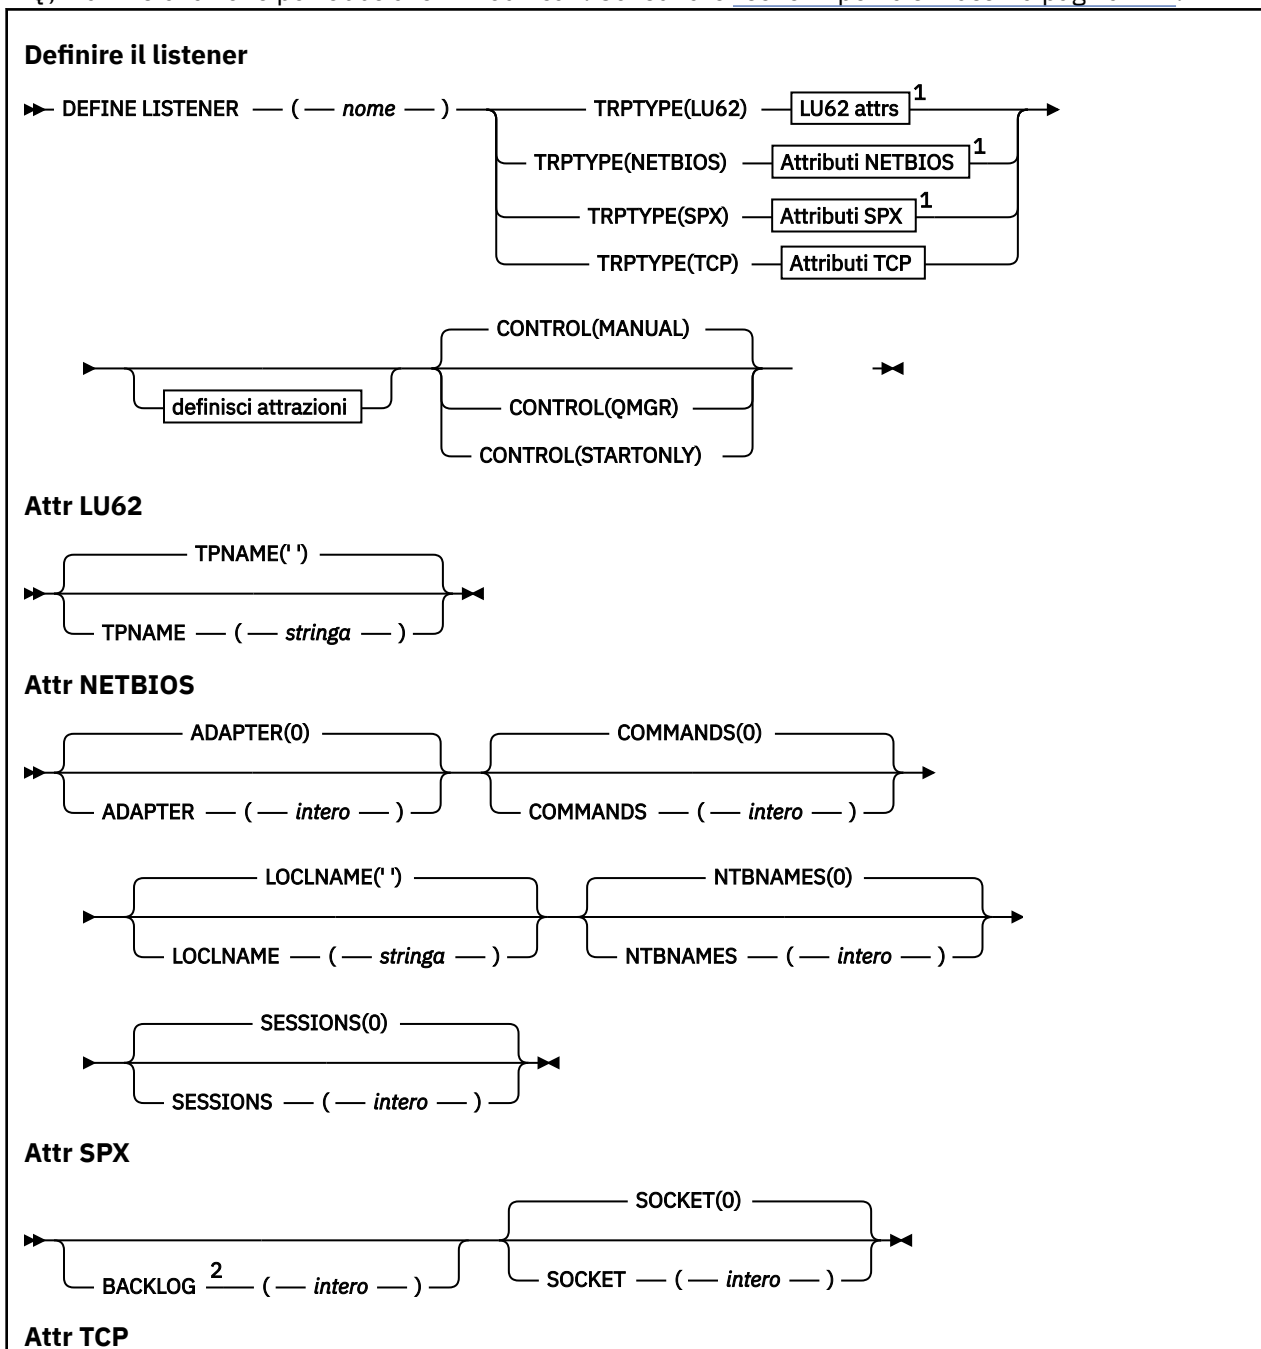 Definire il listener
DEFINE LISTENER ( nome ) TRPTYPE(LU62) LU62 attrs 1
TRPTYPE(NETBIOS) Attributi NETBIOS 1
TRPTYPE(SPX) Attributi SPX 1
TRPTYPE(TCP) Attributi TCP
CONTROL(MANUAL)
definisci attrazioni CONTROL(QMGR)
CONTROL(STARTONLY)
Attr LU62
TPNAME(' ')
TPNAME ( stringa )
Attr NETBIOS
ADAPTER(0) COMMANDS(0)
ADAPTER ( intero ) COMMANDS ( intero )
LOCLNAME(' ') NTBNAMES(0)
LOCLNAME ( stringa ) NTBNAMES ( intero )
SESSIONS(0)
SESSIONS ( intero )
Attr SPX
SOCKET(0)
BACKLOG 2 ( intero ) SOCKET ( intero )
Attr TCP